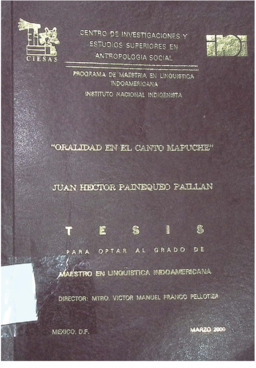 CENTRO DE INVESTIGACIONES Y
ESTUDIOS SUPERIORES EN
ANTROPOLOGIA SOCIAL
CIESAS
PROGRAMA DE MAESTRIA EN LINGUISTICA
INDOAMERICANA
INSTITUTO NACIONAL INDIGENISTA
"ORALIDAD EN EL CANTO MAPUCHE"
JUAN HECTOR PAINEQUEO PAILLAN
T E S I S
PARA OPTAR AL GRADO DE
MAESTRO EN LINGUISTICA INDOAMERICANA
DIRECTOR: MTRO. VICTOR MANUEL FRANCO PELLOTIER
MEXICO, D.F. MARZO 2000